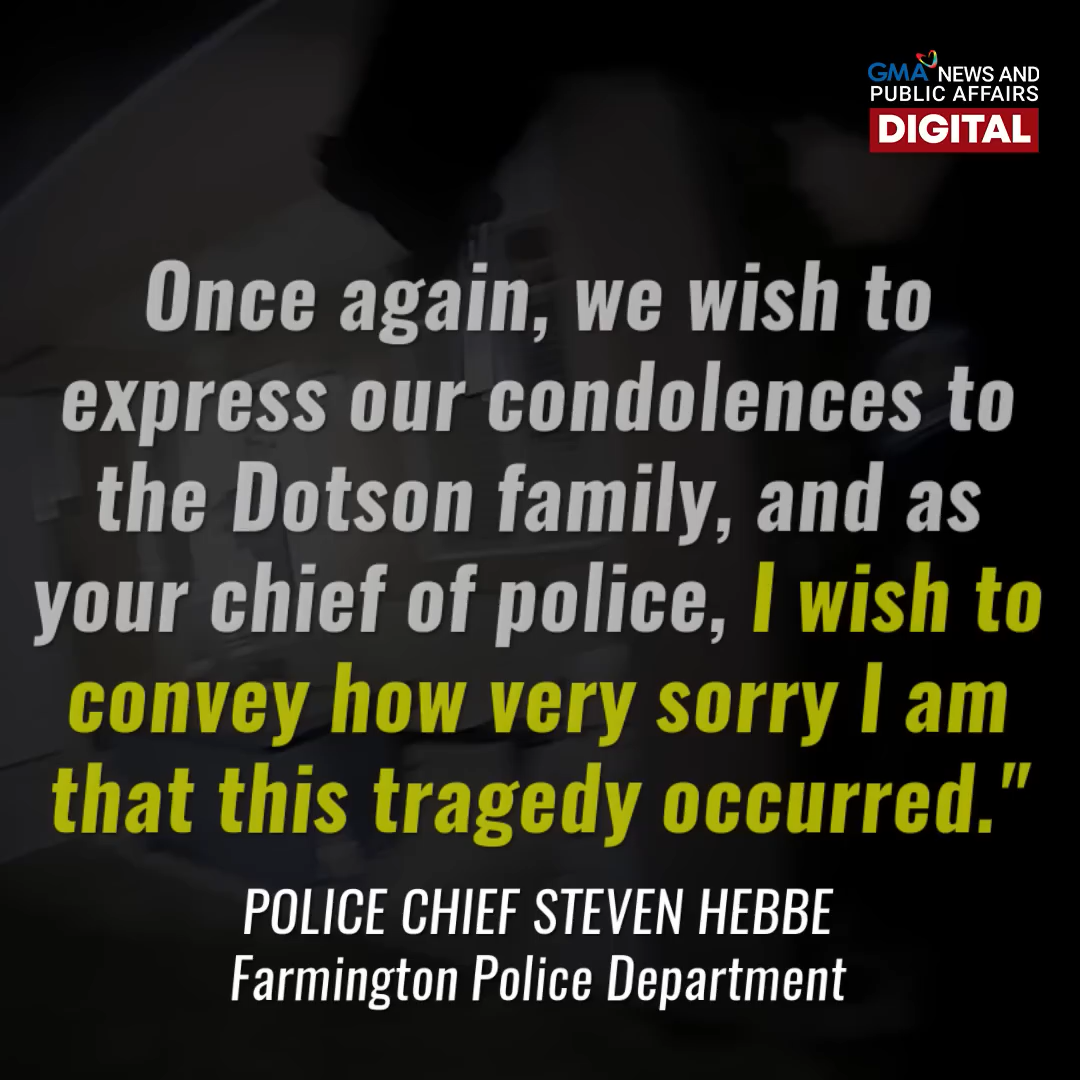 GMA NEWS AND
PUBLIC AFFAIRS
DIGITAL
Once again, we wish to
express our condolences to
the Dotson family, and as
your chief of police, I wish to
convey how very sorry I am
that this tragedy occurred."
POLICE CHIEF STEVEN HEBBE
Farmington Police Department